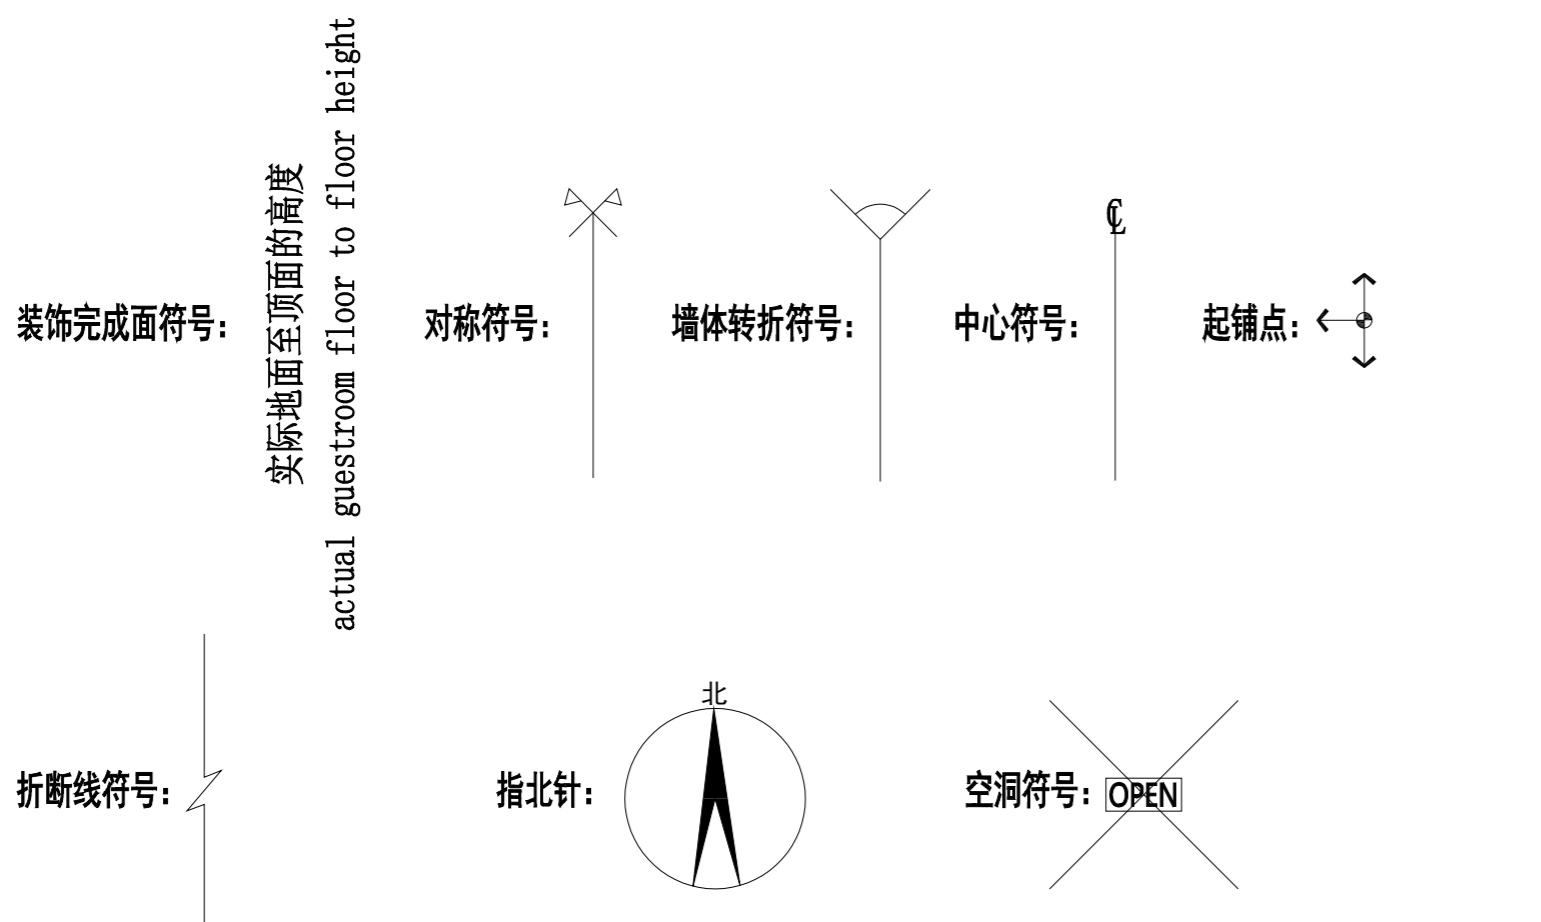 装饰完成面符号:
实际地面至顶面的高度
actual guestroom floor to floor height
对称符号:
墙体转折符号:
中心符号:
℄
起铺点:
折断线符号:
指北针:
北
空洞符号:
OPEN